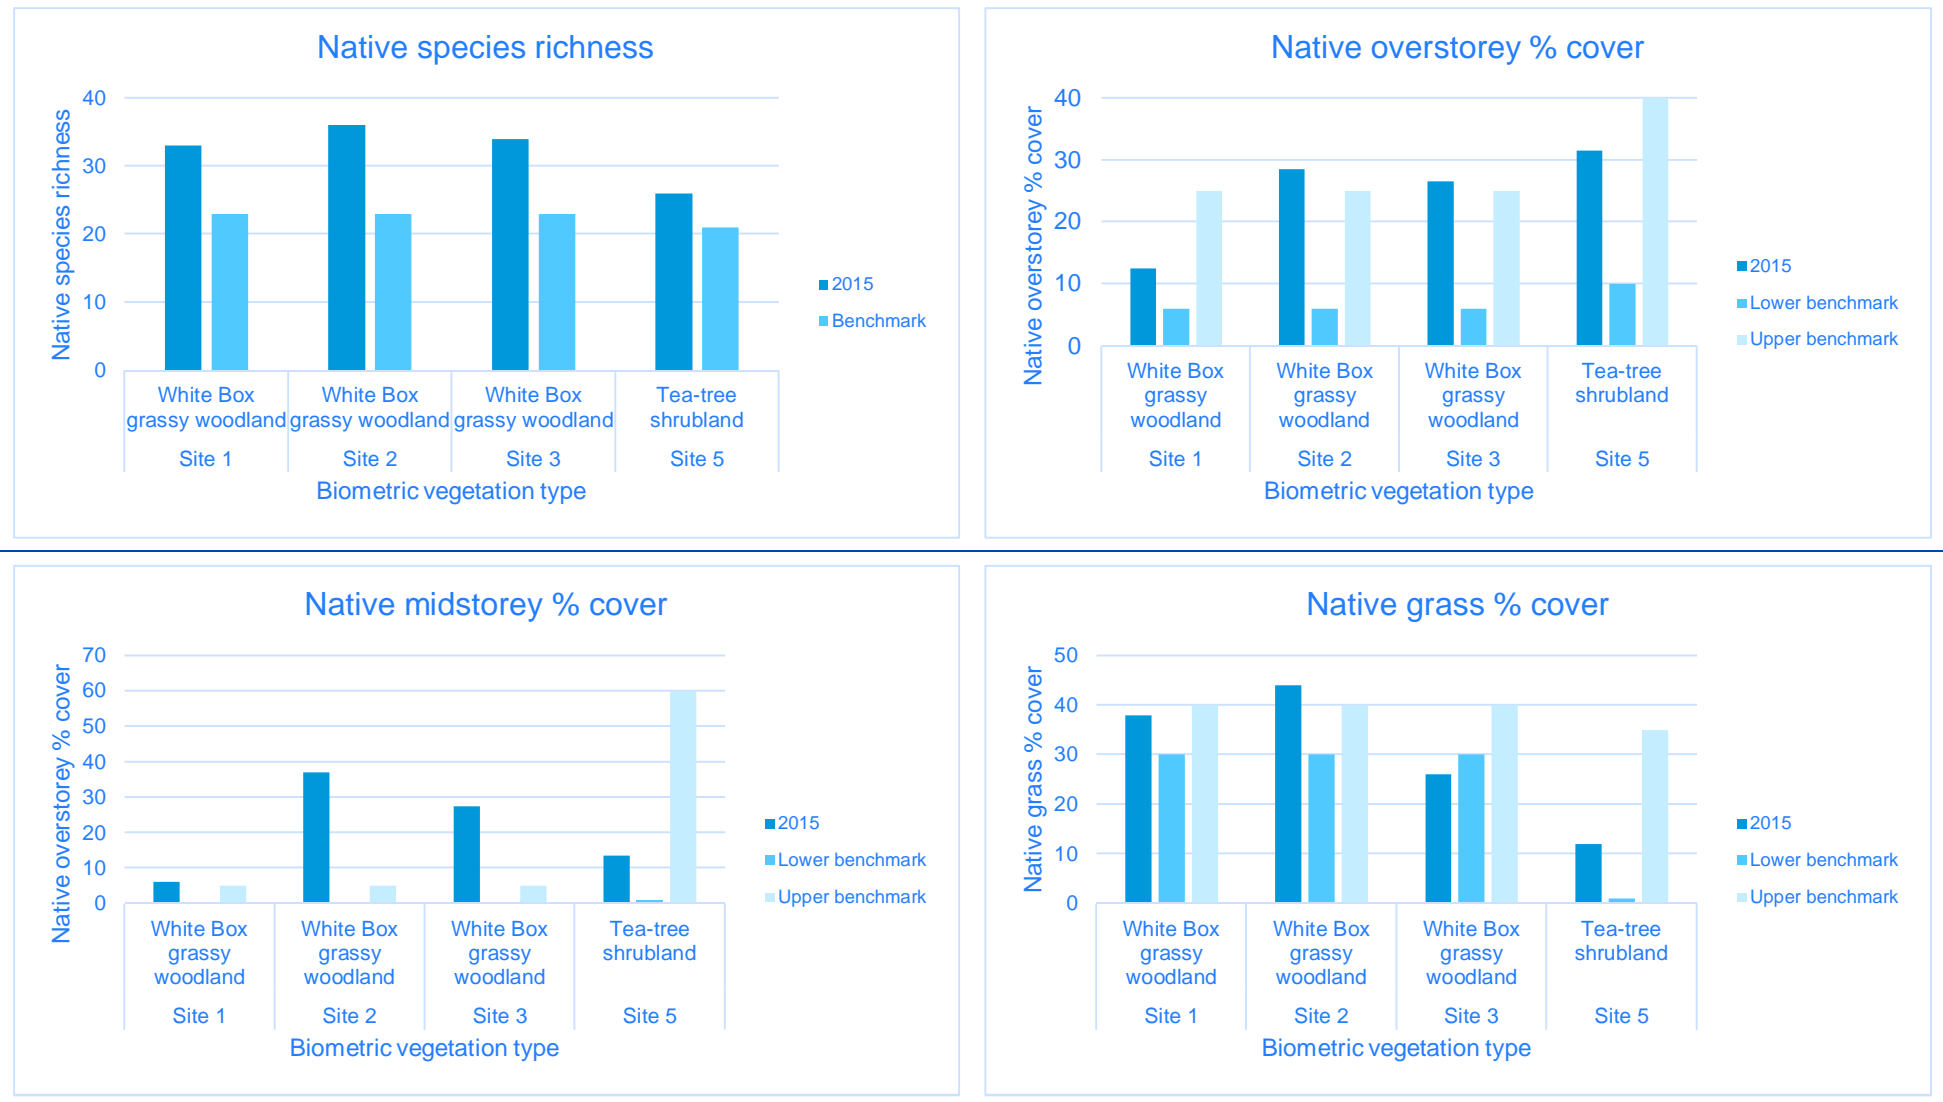 Native species richness
Native species richness
40
30
20
10
0
2015
Benchmark
White Box
grassy woodland
White Box
grassy woodland
White Box
grassy woodland
Tea-tree
shrubland
Site 1
Site 2
Site 3
Site 5
Biometric vegetation type
Native overstorey % cover
Native overstorey % cover
40
30
20
10
0
2015
Lower benchmark
Upper benchmark
White Box
grassy
woodland
White Box
grassy
woodland
White Box
grassy
woodland
Tea-tree
shrubland
Site 1
Site 2
Site 3
Site 5
Biometric vegetation type
Native midstorey % cover
Native overstorey % cover
70
60
50
40
30
20
10
0
2015
Lower benchmark
Upper benchmark
White Box
grassy
woodland
White Box
grassy
woodland
White Box
grassy
woodland
Tea-tree
shrubland
Site 1
Site 2
Site 3
Site 5
Biometric vegetation type
Native grass % cover
Native grass % cover
50
40
30
20
10
0
2015
Lower benchmark
Upper benchmark
White Box
grassy
woodland
White Box
grassy
woodland
White Box
grassy
woodland
Tea-tree
shrubland
Site 1
Site 2
Site 3
Site 5
Biometric vegetation type